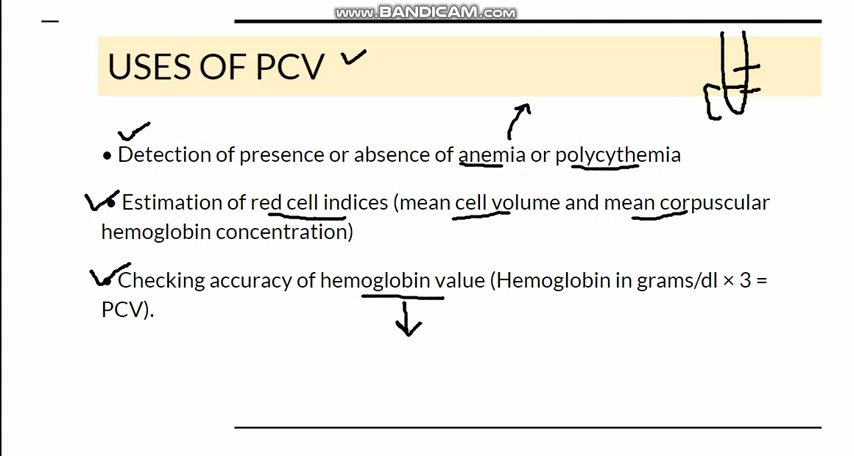 www.BANDICAM.com
USES OF PCV
• Detection of presence or absence of anemia or polycythemia
• Estimation of red cell indices (mean cell volume and mean corpuscular
hemoglobin concentration)
• Checking accuracy of hemoglobin value (Hemoglobin in grams/dl × 3 =
PCV).